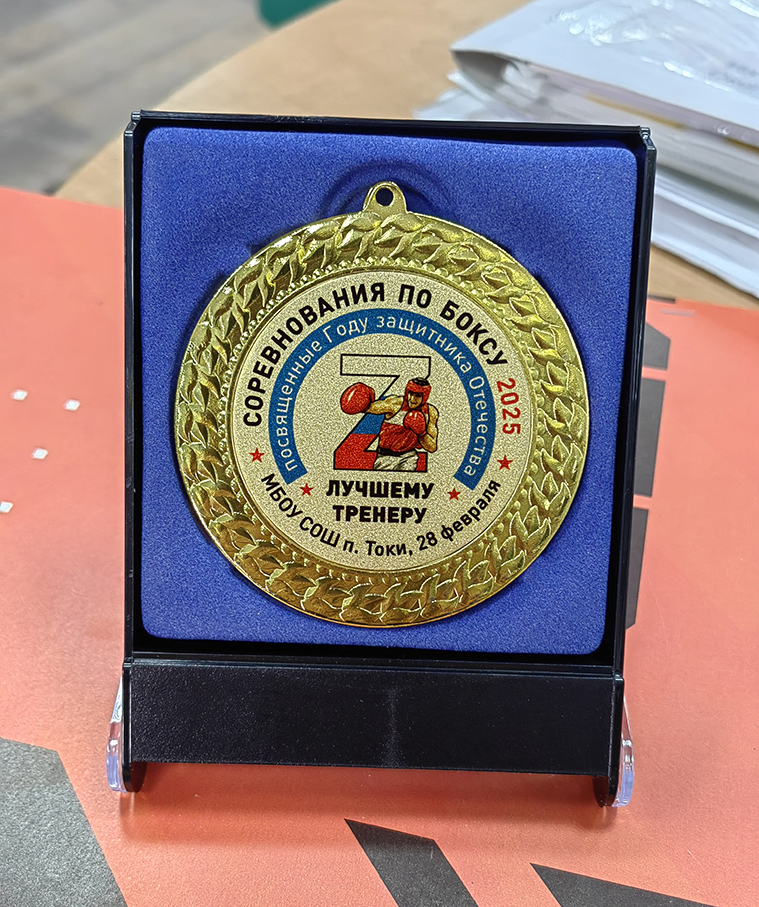 СОРЕВНОВАНИЯ ПО БОКСУ 2025
посвященные Году защитника Отечества
Z
ЛУЧШЕМУ
ТРЕНЕРУ
МБОУ СОШ п. Токи, 28 февраля